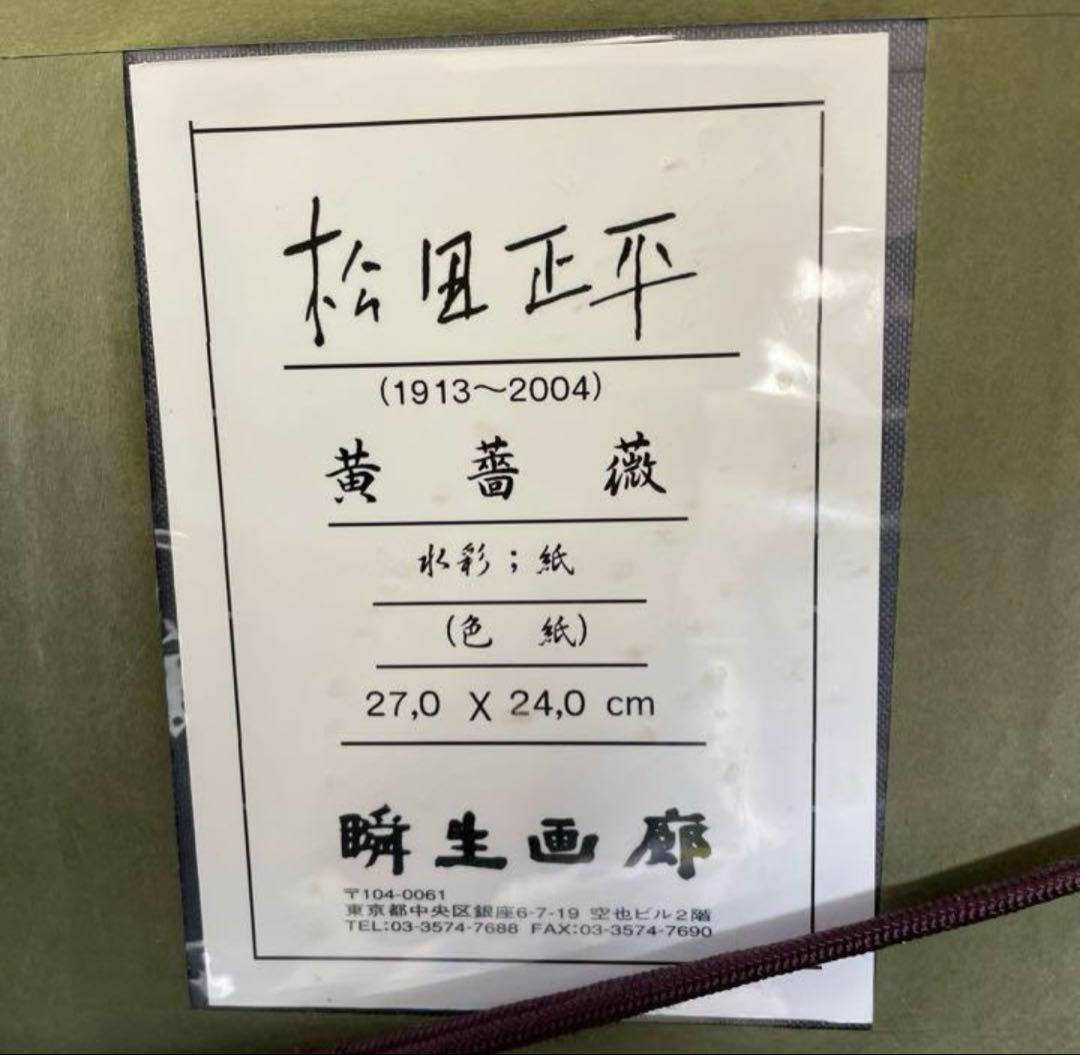 松田正平
(1913～2004)
黄薔薇
水彩；紙
(色紙)
27,0 X 24,0 cm
瞬生画廊
〒104-0061
東京都中央区銀座6-7-19 空也ビル2階
TEL:03-3574-7688 FAX:03-3574-7690